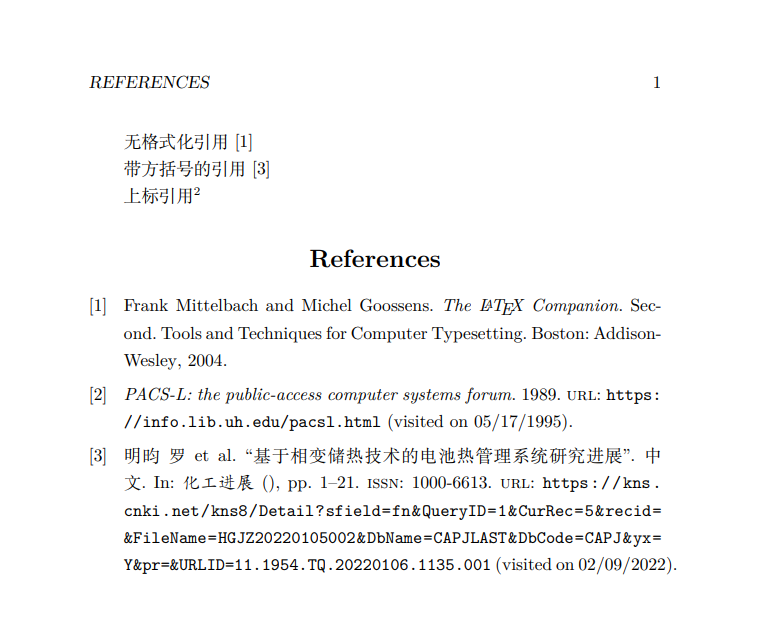 REFERENCES 1
无格式化引用 [1]
带方括号的引用 [3]
上标引用²
References
[1] Frank Mittelbach and Michel Goossens. The LATEX Companion. Sec-
ond. Tools and Techniques for Computer Typesetting. Boston: Addison-
Wesley, 2004.
[2] PACS-L: the public-access computer systems forum. 1989. URL: https:
//info.lib.uh.edu/pacsl.html (visited on 05/17/1995).
[3] 明昀 罗 et al. “基于相变储热技术的电池热管理系统研究进展”. 中
文. In: 化工进展 (), pp. 1–21. ISSN: 1000-6613. URL: https://kns.
cnki.net/kns8/Detail?sfield=fn&QueryID=1&CurRec=5&recid=
&FileName=HGJZ20220105002&DbName=CAPJLAST&DbCode=CAPJ&yx=
Y&pr=&URLID=11.1954.TQ.20220106.1135.001 (visited on 02/09/2022).